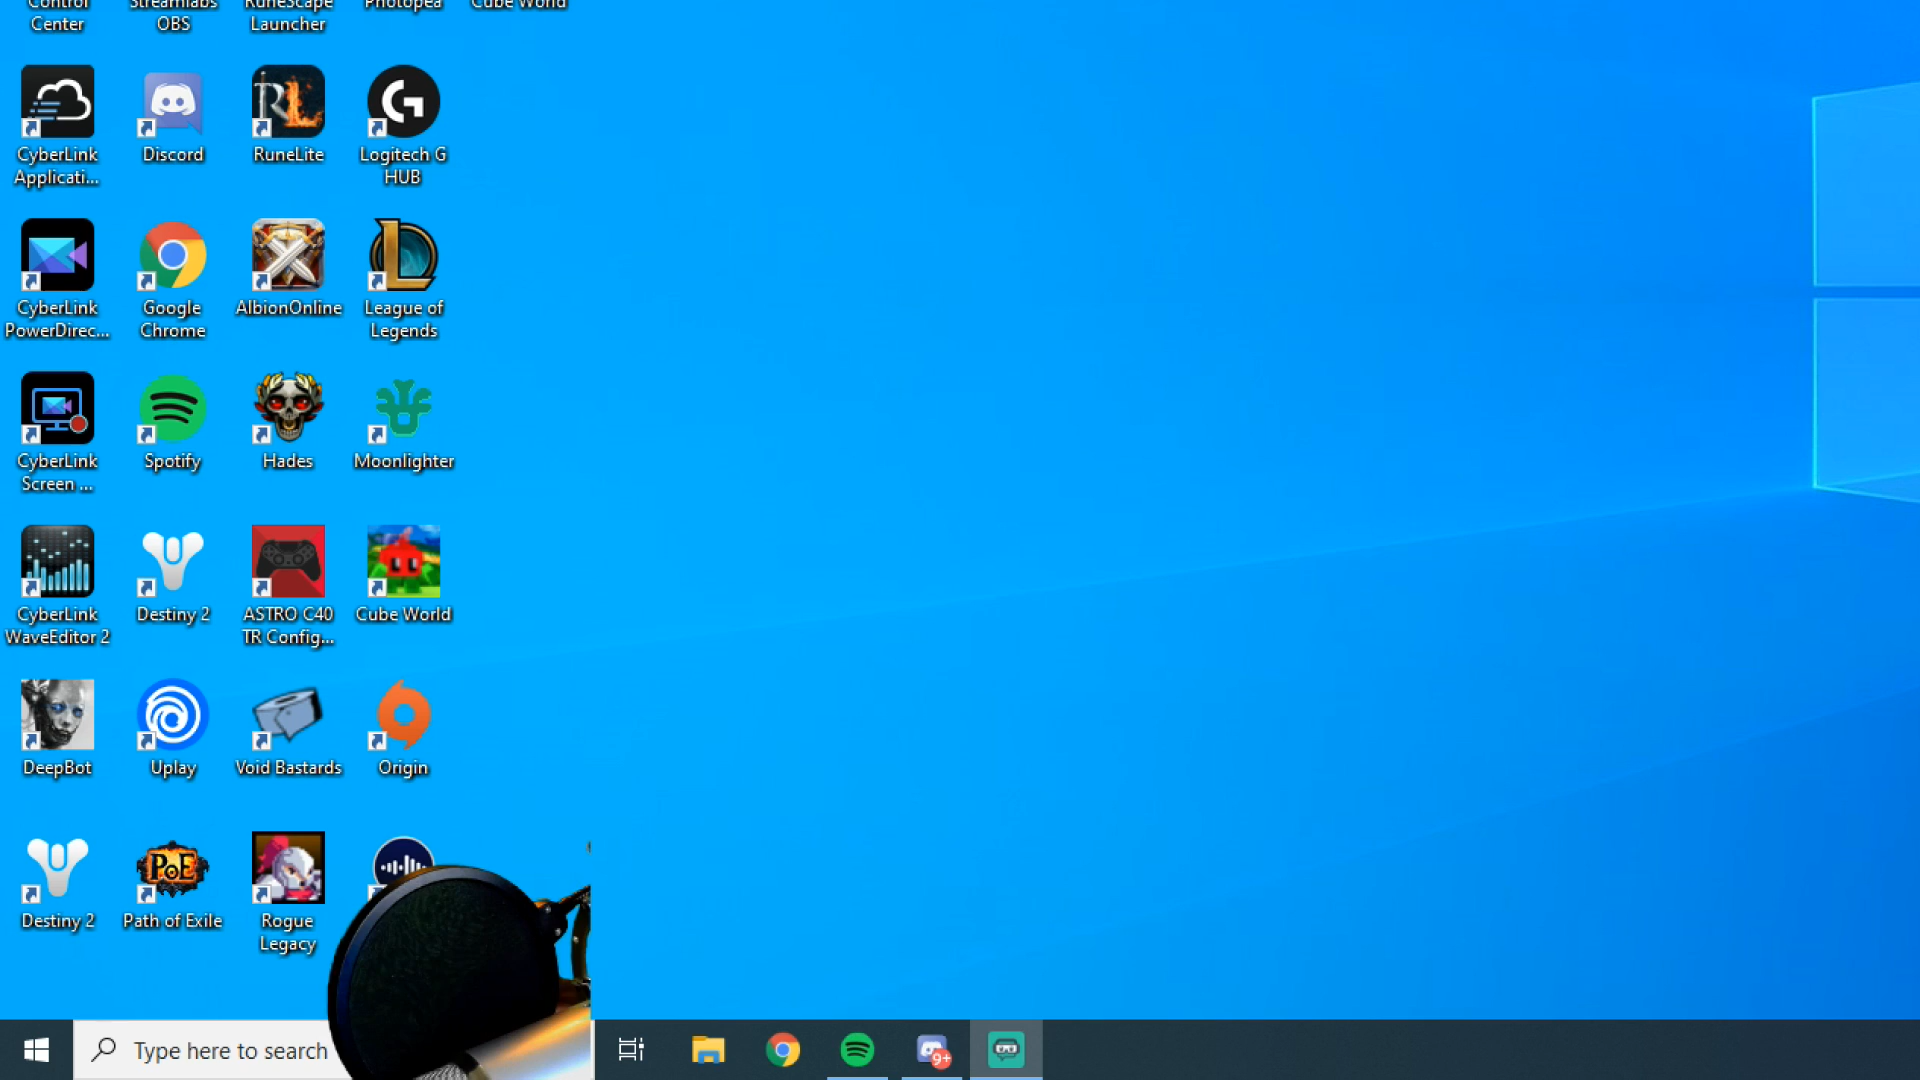 Control
Center
Streamlabs
OBS
RuneScape
Launcher
Photopea
Cube World
CyberLink
Applicati...
Discord
RuneLite
Logitech G
HUB
CyberLink
PowerDirec...
Google
Chrome
AlbionOnline
League of
Legends
CyberLink
Screen ...
Spotify
Hades
Moonlighter
CyberLink
WaveEditor 2
Destiny 2
ASTRO C40
TR Config...
Cube World
DeepBot
Uplay
Void Bastards
Origin
Destiny 2
PoE
Path of Exile
Rogue
Legacy
Type here to search
9+